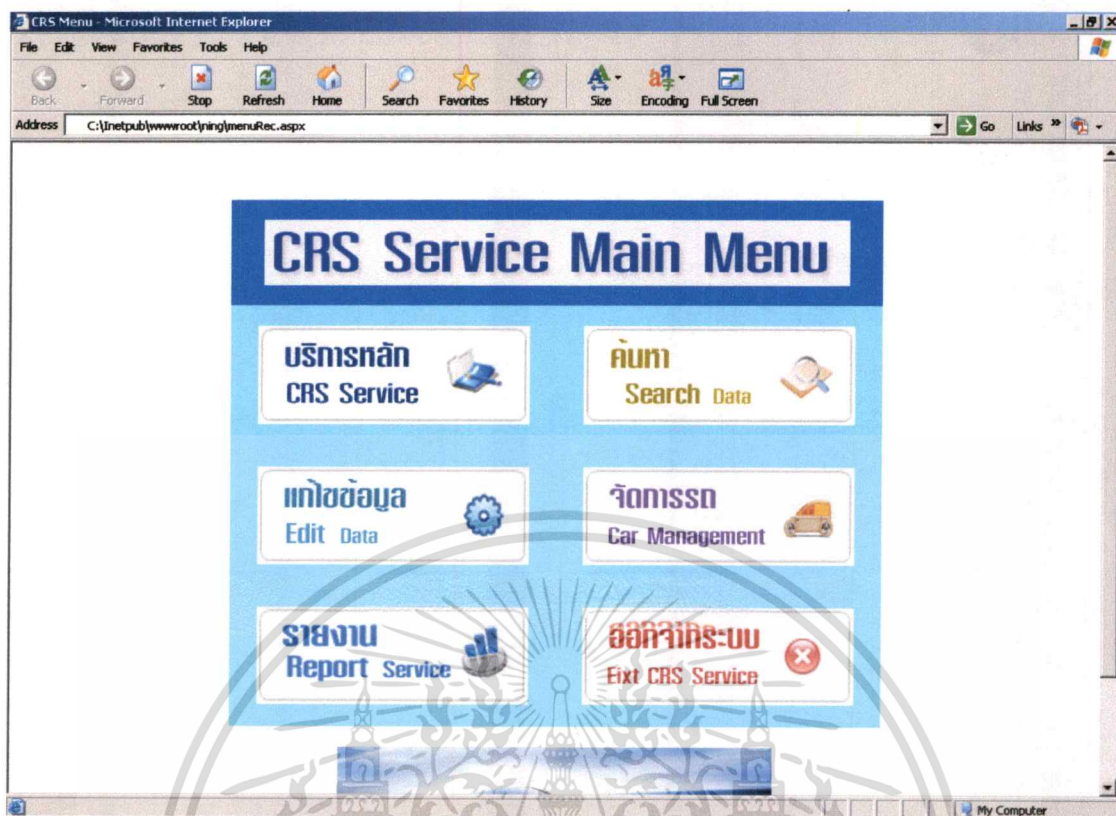 CRS Menu - Microsoft Internet Explorer
File Edit View Favorites Tools Help
Back Forward Stop Refresh Home Search Favorites History Size Encoding Full Screen
Address C:\Inetpub\wwwroot\ning\menuRec.aspx Go Links »
CRS Service Main Menu
บริการหลัก
CRS Service
ค้นหา
Search Data
แก้ไขข้อมูล
Edit Data
จัดการรถ
Car Management
รายงาน
Report Service
ออกจากระบบ
Eixt CRS Service
My Computer